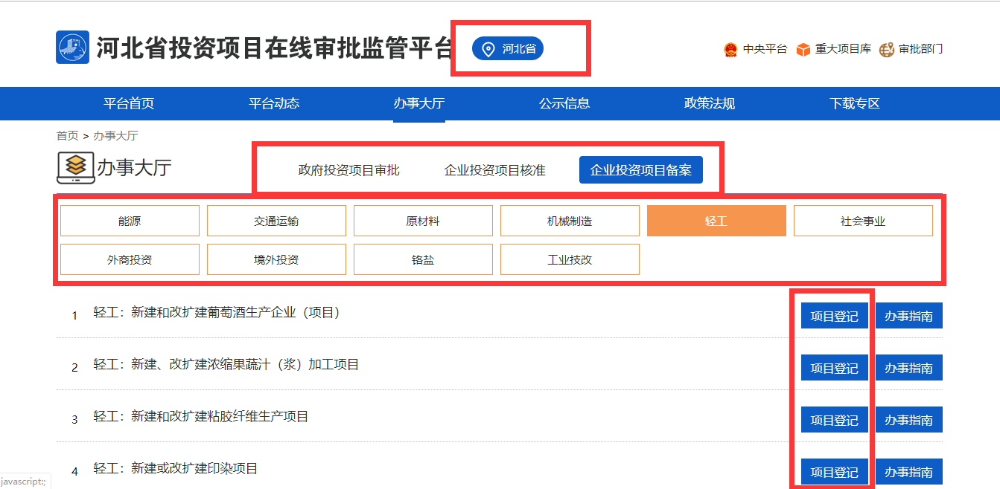 河北省投资项目在线审批监管平台 河北省 中央平台 重大项目库 审批部门
平台首页 平台动态 办事大厅 公示信息 政策法规 下载专区
首页 > 办事大厅
办事大厅 政府投资项目审批 企业投资项目核准 企业投资项目备案
能源 交通运输 原材料 机械制造 轻工 社会事业
外商投资 境外投资 铬盐 工业技改
1 轻工：新建和改扩建葡萄酒生产企业（项目） 项目登记 办事指南
2 轻工：新建、改扩建浓缩果蔬汁（浆）加工项目 项目登记 办事指南
3 轻工：新建和改扩建粘胶纤维生产项目 项目登记 办事指南
4 轻工：新建或改扩建印染项目 项目登记 办事指南
javascript:;